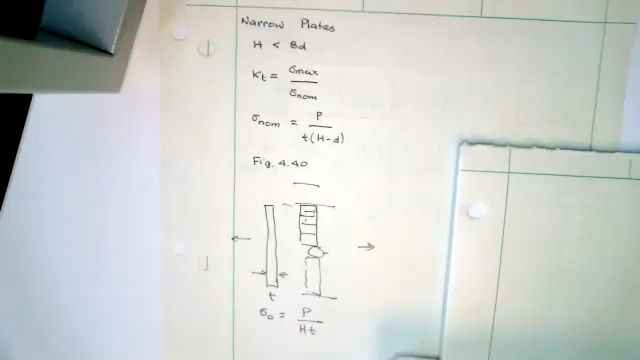 Narrow Plates
H < 8d
Kt = σmax / σnom
σnom = P / t(H-d)
Fig. 4.40
t
σo = P / Ht